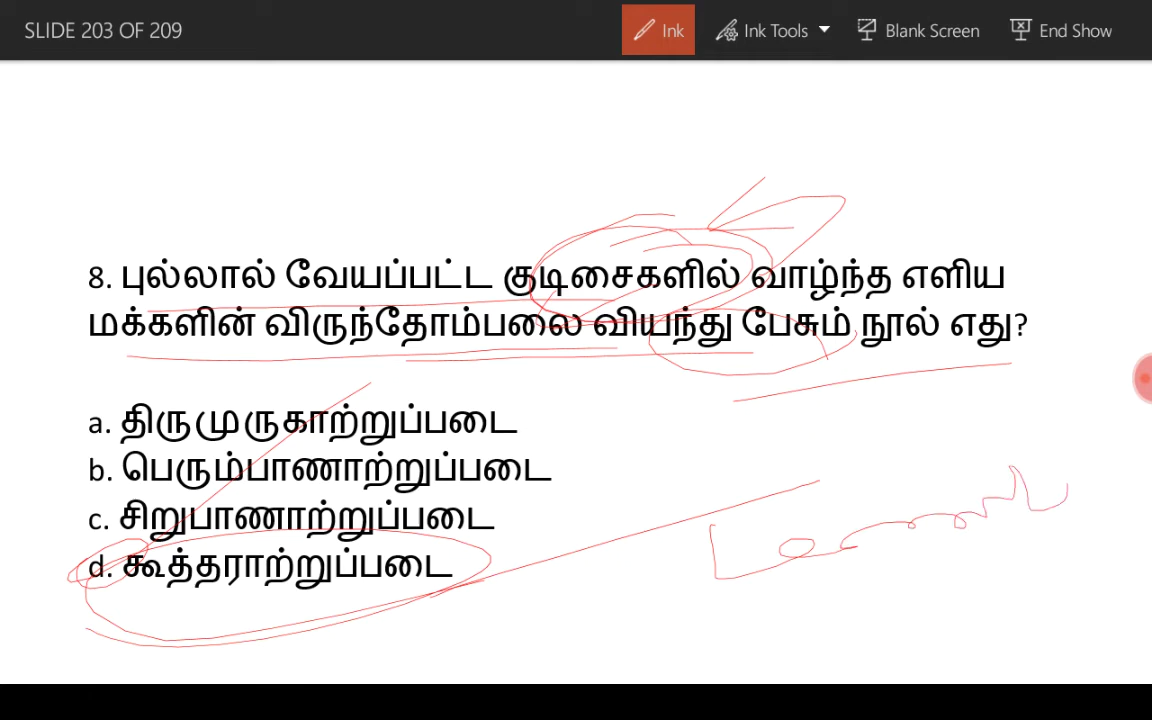 SLIDE 203 OF 209
Ink
Ink Tools
Blank Screen
End Show
8. புல்லால் வேயப்பட்ட குடிசைகளில் வாழ்ந்த எளிய
மக்களின் விருந்தோம்பலை வியந்து பேசும் நூல் எது?
a. திருமுருகாற்றுப்படை
b. பெரும்பாணாற்றுப்படை
c. சிறுபாணாற்றுப்படை
d. கூத்தராற்றுப்படை